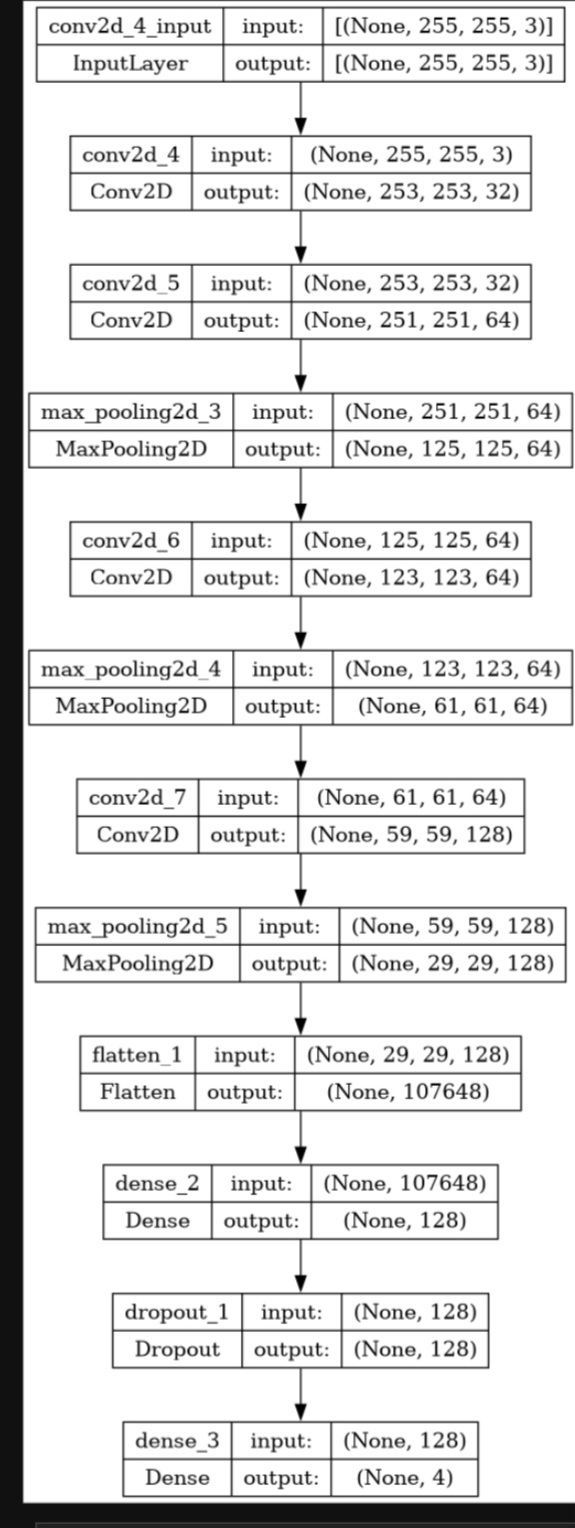 conv2d_4_input input: [(None, 255, 255, 3)]
InputLayer output: [(None, 255, 255, 3)]
conv2d_4 input: (None, 255, 255, 3)
Conv2D output: (None, 253, 253, 32)
conv2d_5 input: (None, 253, 253, 32)
Conv2D output: (None, 251, 251, 64)
max_pooling2d_3 input: (None, 251, 251, 64)
MaxPooling2D output: (None, 125, 125, 64)
conv2d_6 input: (None, 125, 125, 64)
Conv2D output: (None, 123, 123, 64)
max_pooling2d_4 input: (None, 123, 123, 64)
MaxPooling2D output: (None, 61, 61, 64)
conv2d_7 input: (None, 61, 61, 64)
Conv2D output: (None, 59, 59, 128)
max_pooling2d_5 input: (None, 59, 59, 128)
MaxPooling2D output: (None, 29, 29, 128)
flatten_1 input: (None, 29, 29, 128)
Flatten output: (None, 107648)
dense_2 input: (None, 107648)
Dense output: (None, 128)
dropout_1 input: (None, 128)
Dropout output: (None, 128)
dense_3 input: (None, 128)
Dense output: (None, 4)